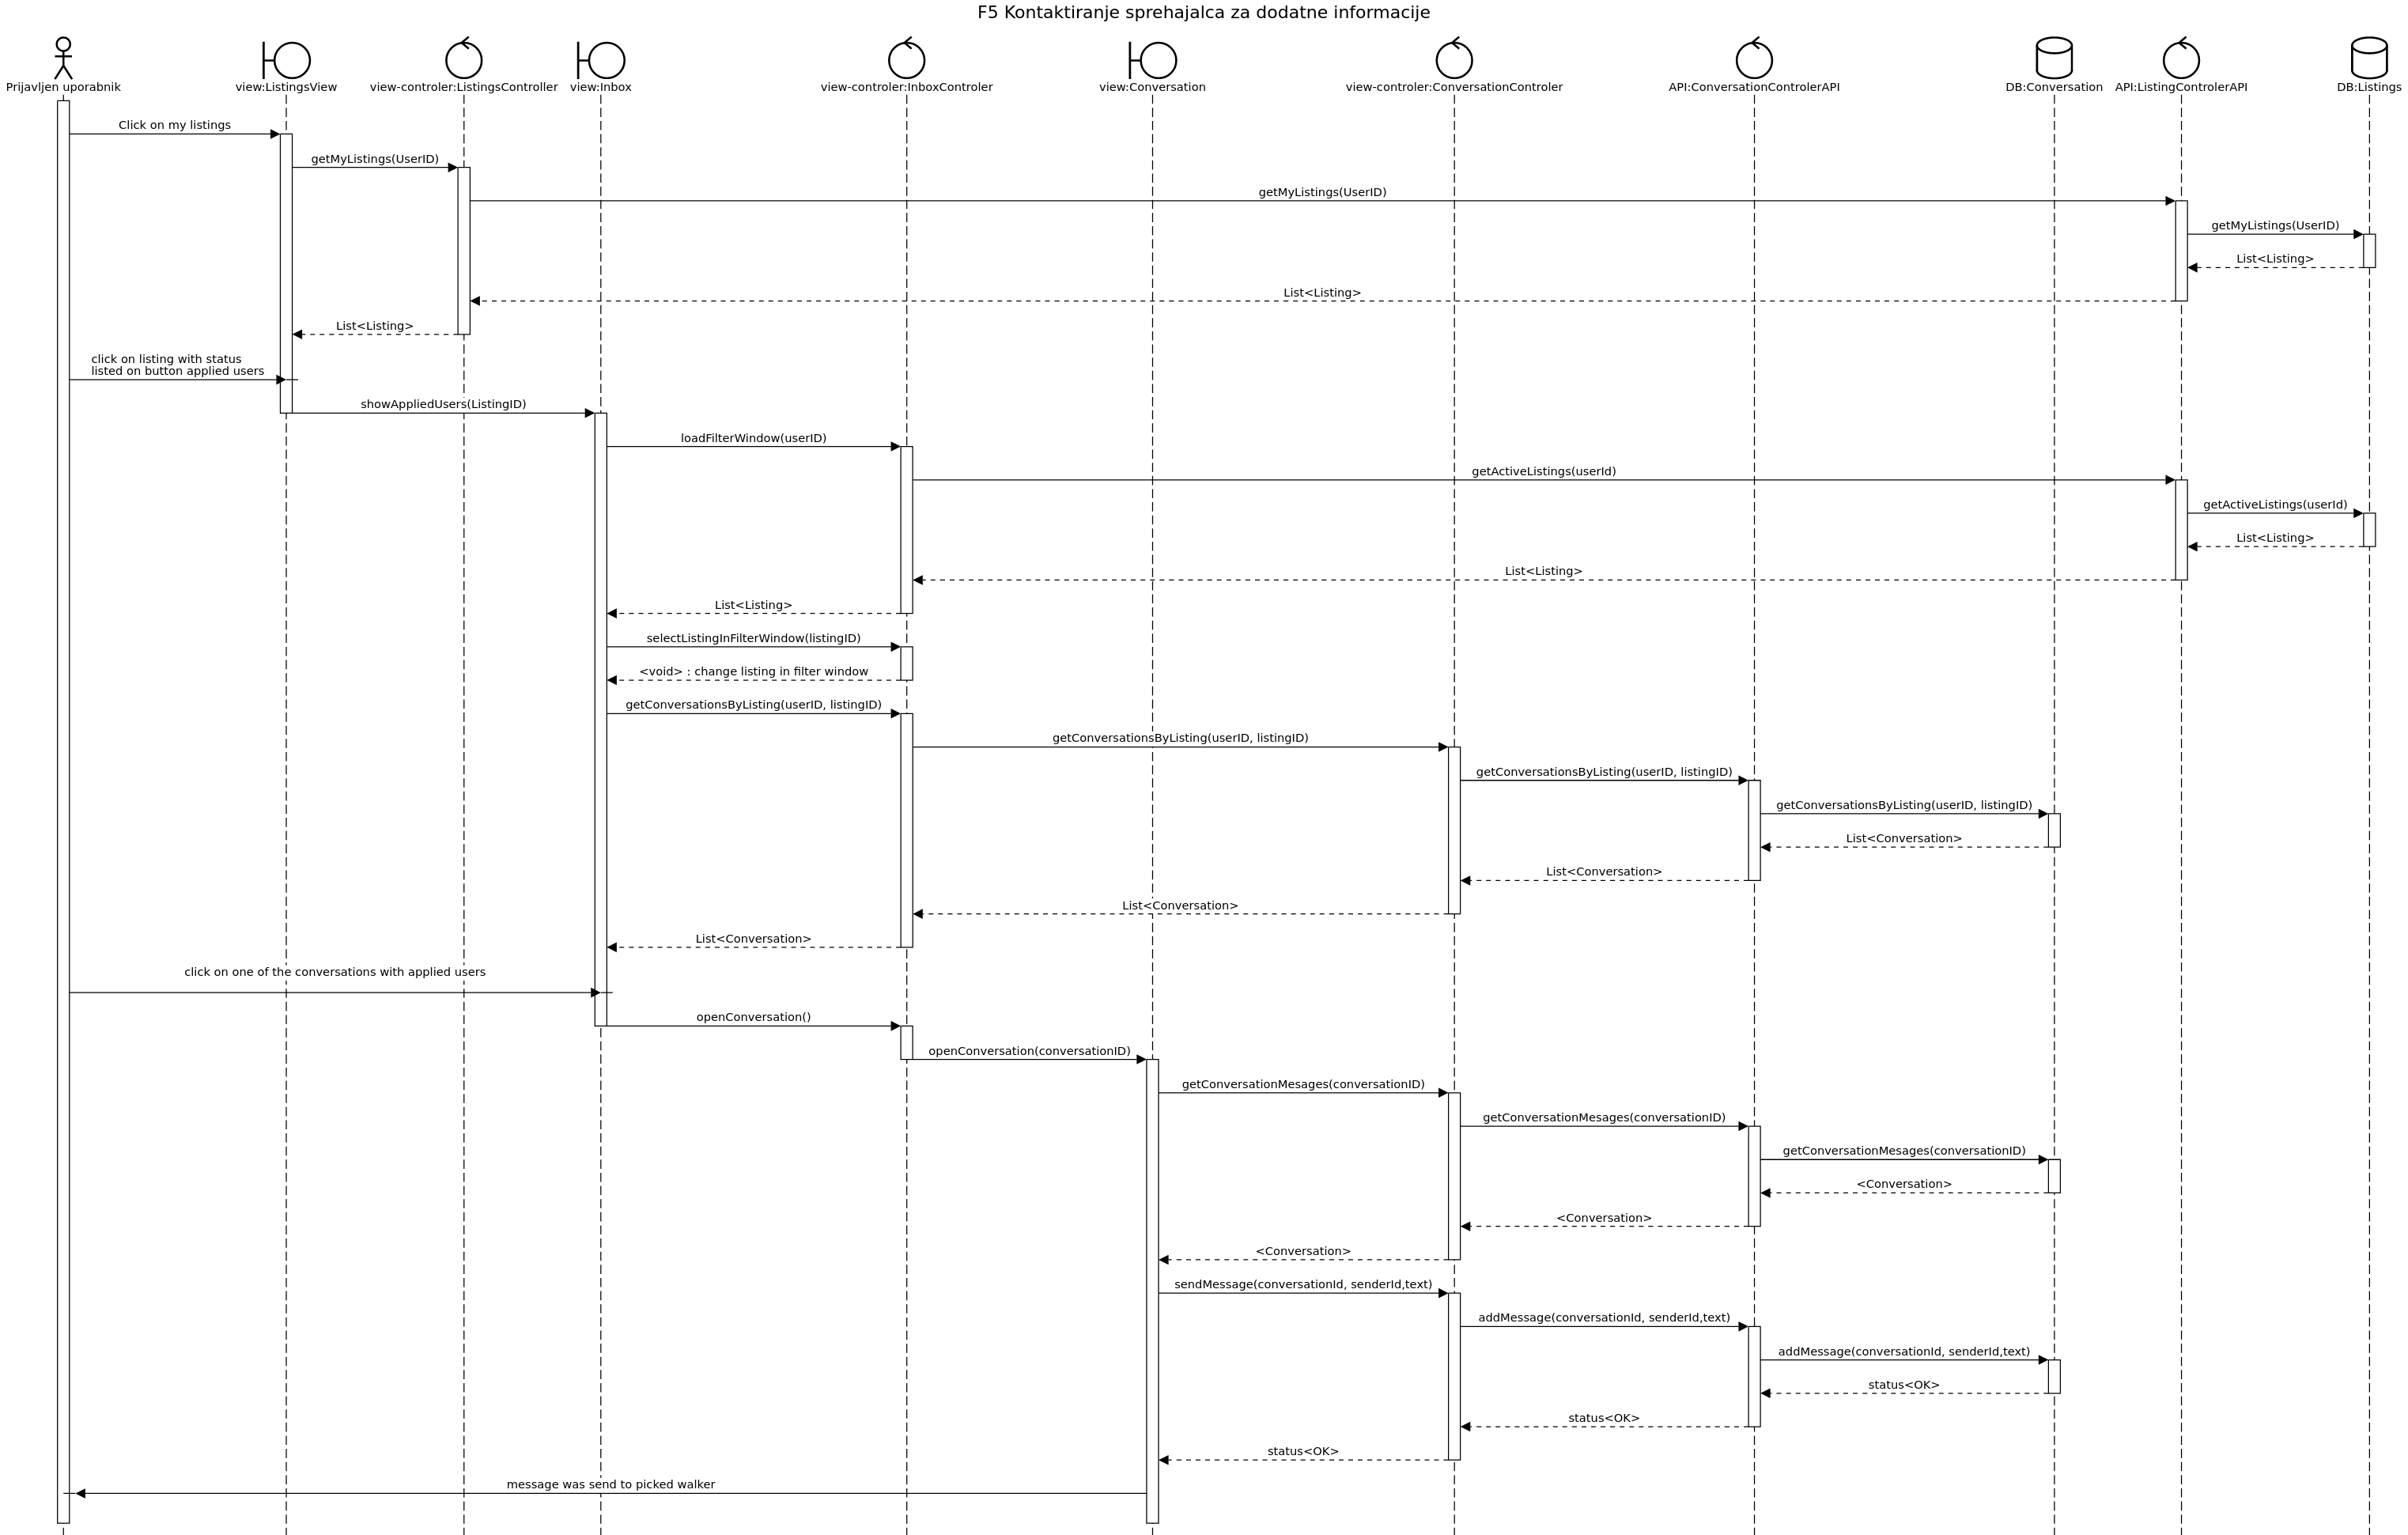 F5 Kontaktiranje sprehajalca za dodatne informacije
Prijavljen uporabnik
view:ListingsView
view-controler:ListingsController
view:Inbox
view-controler:InboxControler
view:Conversation
view-controler:ConversationControler
API:ConversationControlerAPI
DB:Conversation
API:ListingControlerAPI
DB:Listings
Click on my listings
getMyListings(UserID)
getMyListings(UserID)
getMyListings(UserID)
List<Listing>
List<Listing>
List<Listing>
click on listing with status
listed on button applied users
showAppliedUsers(ListingID)
loadFilterWindow(userID)
getActiveListings(userId)
getActiveListings(userId)
List<Listing>
List<Listing>
List<Listing>
selectListingInFilterWindow(listingID)
<void> : change listing in filter window
getConversationsByListing(userID, listingID)
getConversationsByListing(userID, listingID)
getConversationsByListing(userID, listingID)
getConversationsByListing(userID, listingID)
List<Conversation>
List<Conversation>
List<Conversation>
List<Conversation>
click on one of the conversations with applied users
openConversation()
openConversation(conversationID)
getConversationMesages(conversationID)
getConversationMesages(conversationID)
getConversationMesages(conversationID)
<Conversation>
<Conversation>
<Conversation>
sendMessage(conversationId, senderId,text)
addMessage(conversationId, senderId,text)
addMessage(conversationId, senderId,text)
status<OK>
status<OK>
status<OK>
message was send to picked walker